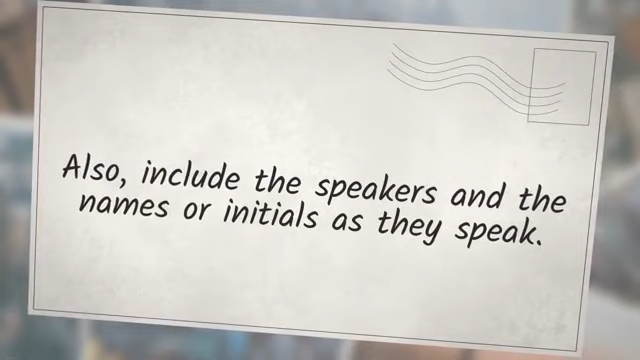 Also, include the speakers and the
names or initials as they speak.